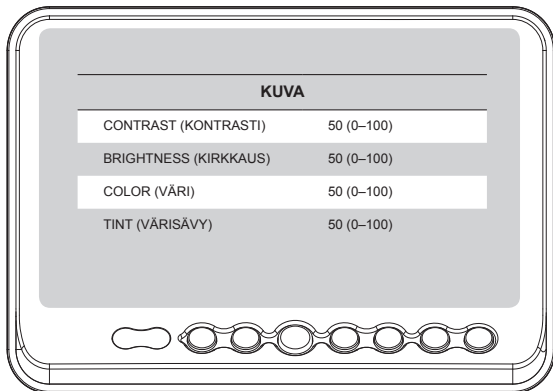 KUVA
CONTRAST (KONTRASTI) 50 (0–100)
BRIGHTNESS (KIRKKAUS) 50 (0–100)
COLOR (VÄRI) 50 (0–100)
TINT (VÄRISÄVY) 50 (0–100)